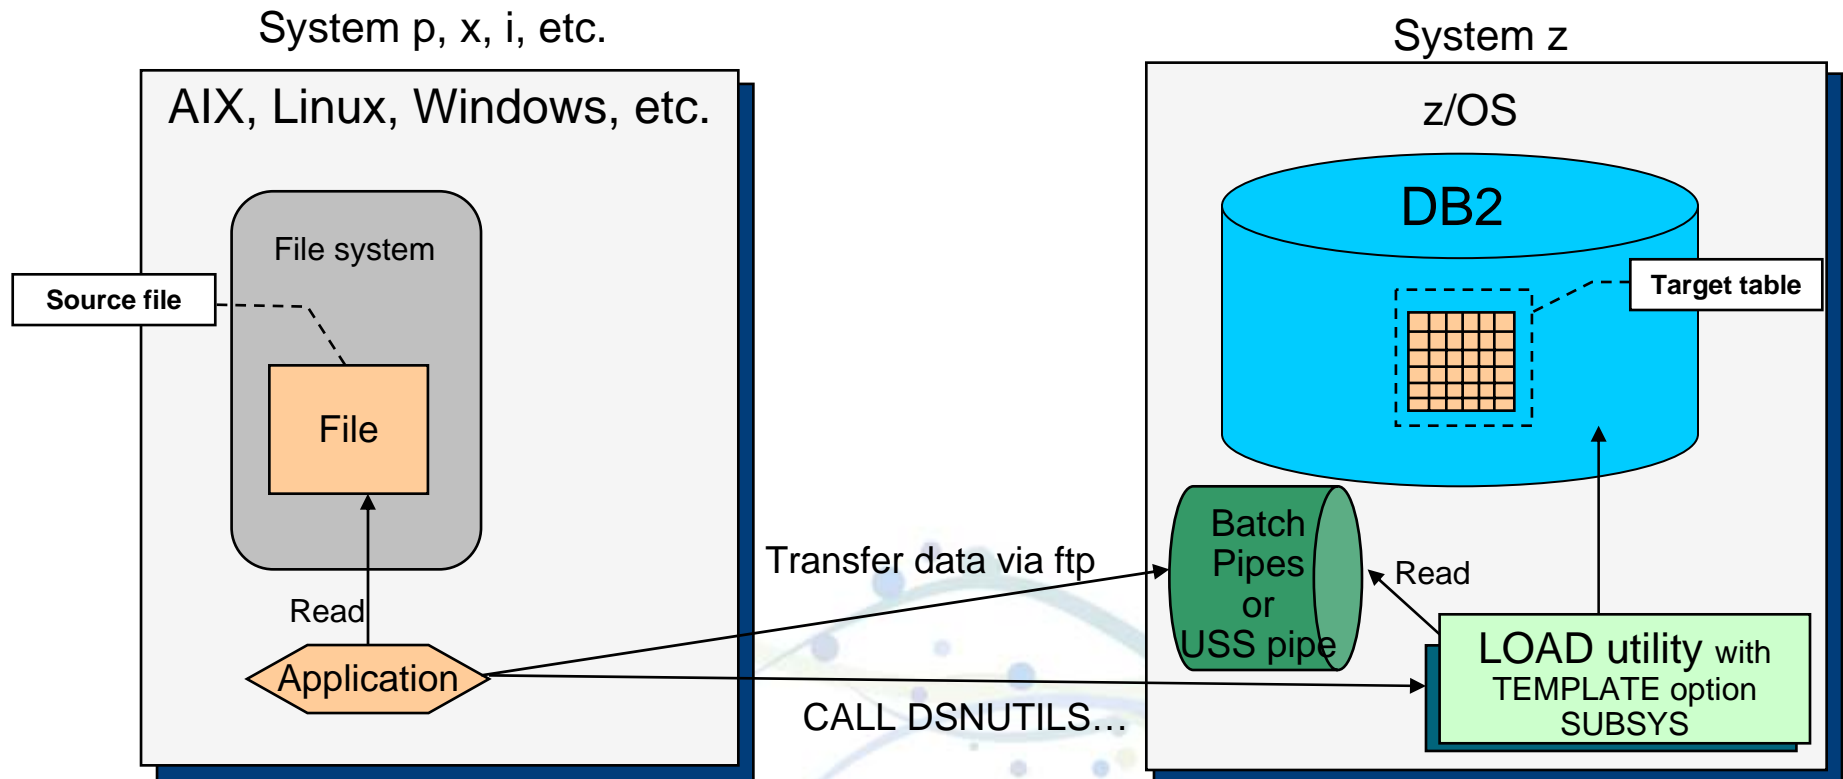 System p, x, i, etc.
AIX, Linux, Windows, etc.
File system
Source file
File
Read
Application
Transfer data via ftp
CALL DSNUTILS…
System z
z/OS
DB2
Target table
Batch
Pipes
or
USS pipe
Read
LOAD utility with
TEMPLATE option
SUBSYS